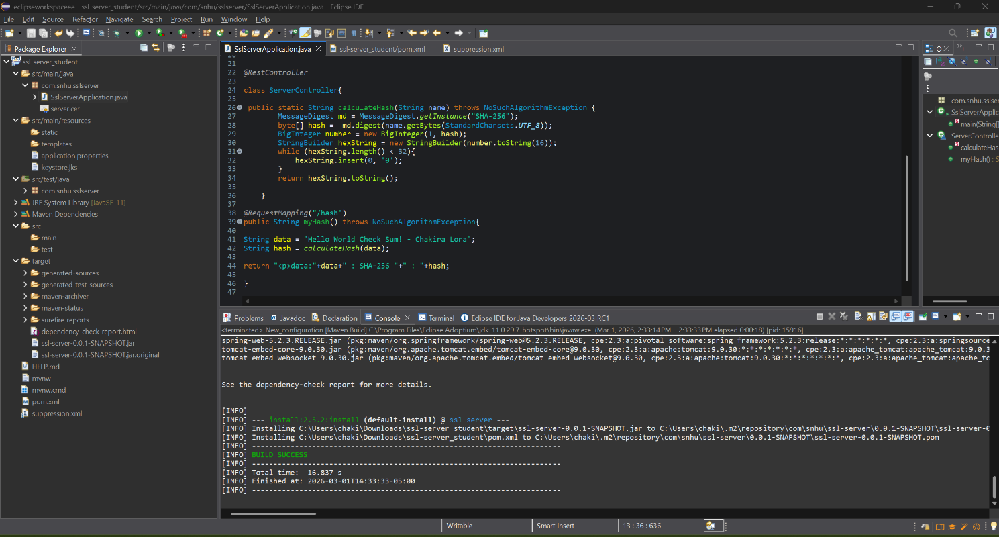 eclipseworkspaceee - ssl-server_student/src/main/java/com/snhu/sslserver/SslServerApplication.java - Eclipse IDE
File Edit Source Refactor Navigate Search Project Run Window Help
Package Explorer
ssl-server_student
src/main/java
com.snhu.sslserver
SslServerApplication.java
server.cer
src/main/resources
static
templates
application.properties
keystore.jks
src/test/java
com.snhu.sslserver
JRE System Library [JavaSE-11]
Maven Dependencies
src
main
test
target
generated-sources
generated-test-sources
maven-archiver
maven-status
surefire-reports
dependency-check-report.html
ssl-server-0.0.1-SNAPSHOT.jar
ssl-server-0.0.1-SNAPSHOT.jar.original
HELP.md
mvnw
mvnw.cmd
pom.xml
suppression.xml
SslServerApplication.java ssl-server_student/pom.xml suppression.xml
21
22 @RestController
23
24 class ServerController{
25
26 public static String calculateHash(String name) throws NoSuchAlgorithmException {
27 MessageDigest md = MessageDigest.getInstance("SHA-256");
28 byte[] hash =  md.digest(name.getBytes(StandardCharsets.UTF_8));
29 BigInteger number = new BigInteger(1, hash);
30 StringBuilder hexString = new StringBuilder(number.toString(16));
31 while (hexString.length() < 32){
32 hexString.insert(0, '0');
33 }
34 return hexString.toString();
35
36 }
37
38 @RequestMapping("/hash")
39 public String myHash() throws NoSuchAlgorithmException{
40
41 String data = "Hello World Check Sum! - Chakira Lora";
42 String hash = calculateHash(data);
43
44 return "<p>data:"+data+" : SHA-256 "+" : "+hash;
45
46 }
47
O
1
com.snhu.sslser
SslServerApplic
main(String[]
ServerControlle
calculateHas
myHash() : S
Problems Javadoc Declaration Console Terminal Eclipse IDE for Java Developers 2026-03 RC1
<terminated> New_configuration [Maven Build] C:\Program Files\Eclipse Adoptium\jdk-11.0.29.7-hotspot\bin\javaw.exe (Mar 1, 2026, 2:33:14 PM – 2:33:33 PM elapsed 0:00:18) [pid: 15916]
spring-web-5.2.3.RELEASE.jar (pkg:maven/org.springframework/spring-web@5.2.3.RELEASE, cpe:2.3:a:pivotal_software:spring_framework:5.2.3:release:*:*:*:*:*:*, cpe:2.3:a:springsource
tomcat-embed-core-9.0.30.jar (pkg:maven/org.apache.tomcat.embed/tomcat-embed-core@9.0.30, cpe:2.3:a:apache:tomcat:9.0.30:*:*:*:*:*:*:*, cpe:2.3:a:apache_tomcat:apache_tomcat:9.0.3
tomcat-embed-websocket-9.0.30.jar (pkg:maven/org.apache.tomcat.embed/tomcat-embed-websocket@9.0.30, cpe:2.3:a:apache:tomcat:9.0.30:*:*:*:*:*:*:*, cpe:2.3:a:apache_tomcat:apache_tc
See the dependency-check report for more details.
[INFO]
[INFO] --- install:2.5.2:install (default-install) @ ssl-server ---
[INFO] Installing C:\Users\chaki\Downloads\ssl-server_student\target\ssl-server-0.0.1-SNAPSHOT.jar to C:\Users\chaki\.m2\repository\com\snhu\ssl-server\0.0.1-SNAPSHOT\ssl-server-0
[INFO] Installing C:\Users\chaki\Downloads\ssl-server_student\pom.xml to C:\Users\chaki\.m2\repository\com\snhu\ssl-server\0.0.1-SNAPSHOT\ssl-server-0.0.1-SNAPSHOT.pom
[INFO] ------------------------------------------------------------------------
[INFO] BUILD SUCCESS
[INFO] ------------------------------------------------------------------------
[INFO] Total time:  16.837 s
[INFO] Finished at: 2026-03-01T14:33:33-05:00
[INFO] ------------------------------------------------------------------------
Writable Smart Insert 13 : 36 : 636